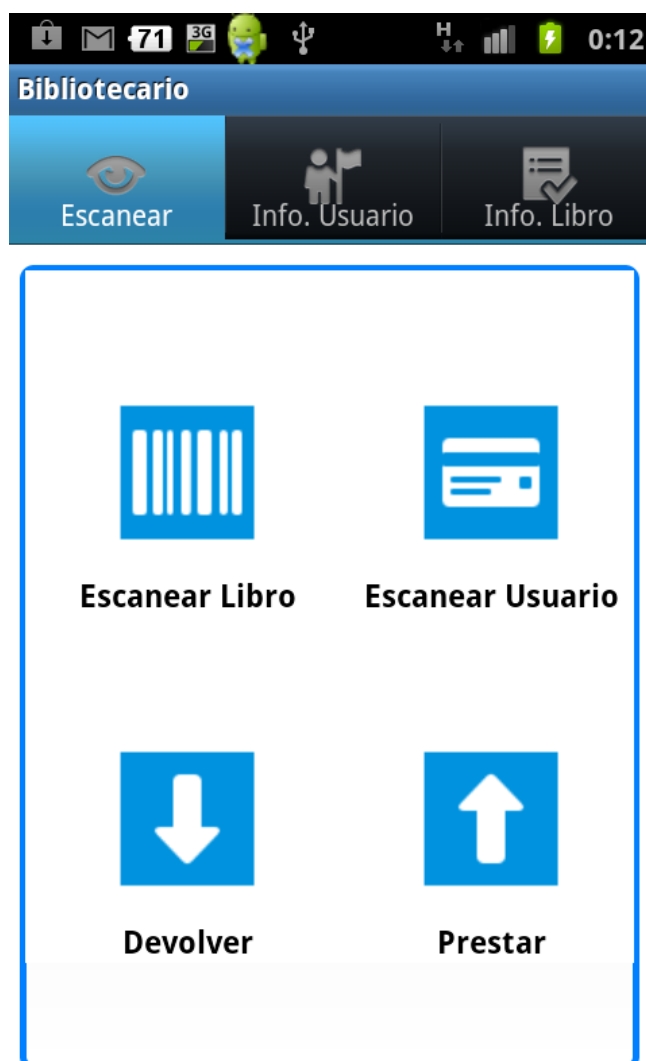 71 3G H 0:12
Bibliotecario
Escanear Info. Usuario Info. Libro
Escanear Libro Escanear Usuario
Devolver Prestar